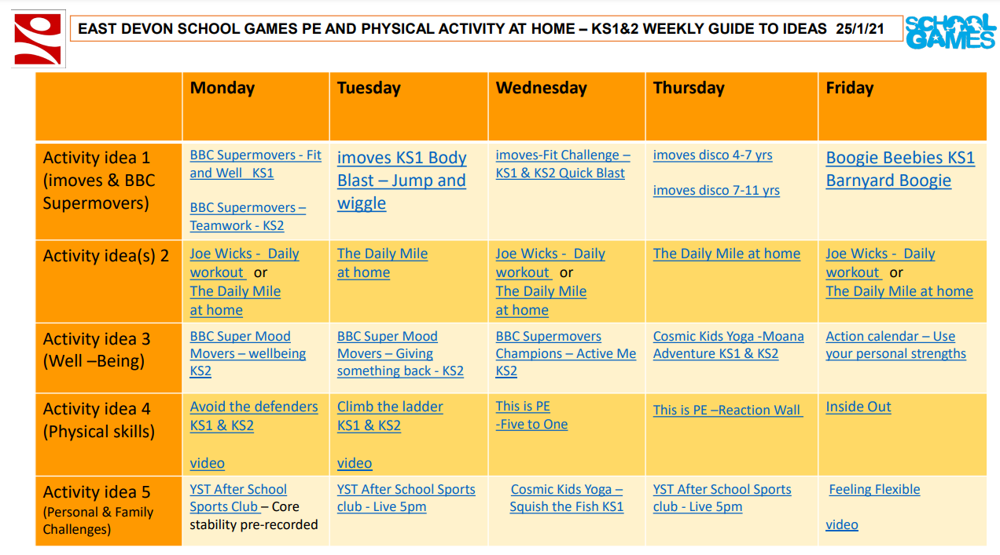 EAST DEVON SCHOOL GAMES PE AND PHYSICAL ACTIVITY AT HOME – KS1&2 WEEKLY GUIDE TO IDEAS 25/1/21
SCHOOL
GAMES
Monday
Tuesday
Wednesday
Thursday
Friday
Activity idea 1
(imoves & BBC
Supermovers)
BBC Supermovers - Fit
and Well KS1
BBC Supermovers –
Teamwork - KS2
imoves KS1 Body
Blast – Jump and
wiggle
imoves-Fit Challenge –
KS1 & KS2 Quick Blast
imoves disco 4-7 yrs
imoves disco 7-11 yrs
Boogie Beebies KS1
Barnyard Boogie
Activity idea(s) 2
Joe Wicks - Daily
workout or
The Daily Mile
at home
The Daily Mile
at home
Joe Wicks - Daily
workout or
The Daily Mile
at home
The Daily Mile at home
Joe Wicks - Daily
workout or
The Daily Mile at home
Activity idea 3
(Well –Being)
BBC Super Mood
Movers – wellbeing
KS2
BBC Super Mood
Movers – Giving
something back - KS2
BBC Supermovers
Champions – Active Me
KS2
Cosmic Kids Yoga -Moana
Adventure KS1 & KS2
Action calendar – Use
your personal strengths
Activity idea 4
(Physical skills)
Avoid the defenders
KS1 & KS2
video
Climb the ladder
KS1 & KS2
video
This is PE
-Five to One
This is PE –Reaction Wall
Inside Out
Activity idea 5
(Personal & Family
Challenges)
YST After School
Sports Club – Core
stability pre-recorded
YST After School Sports
club - Live 5pm
Cosmic Kids Yoga –
Squish the Fish KS1
YST After School Sports
club - Live 5pm
Feeling Flexible
video